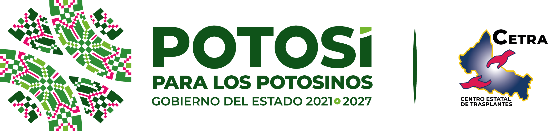 POTOSÍ
PARA LOS POTOSINOS
GOBIERNO DEL ESTADO 2021 2027
CETRA
CENTRO ESTATAL
DE TRASPLANTES